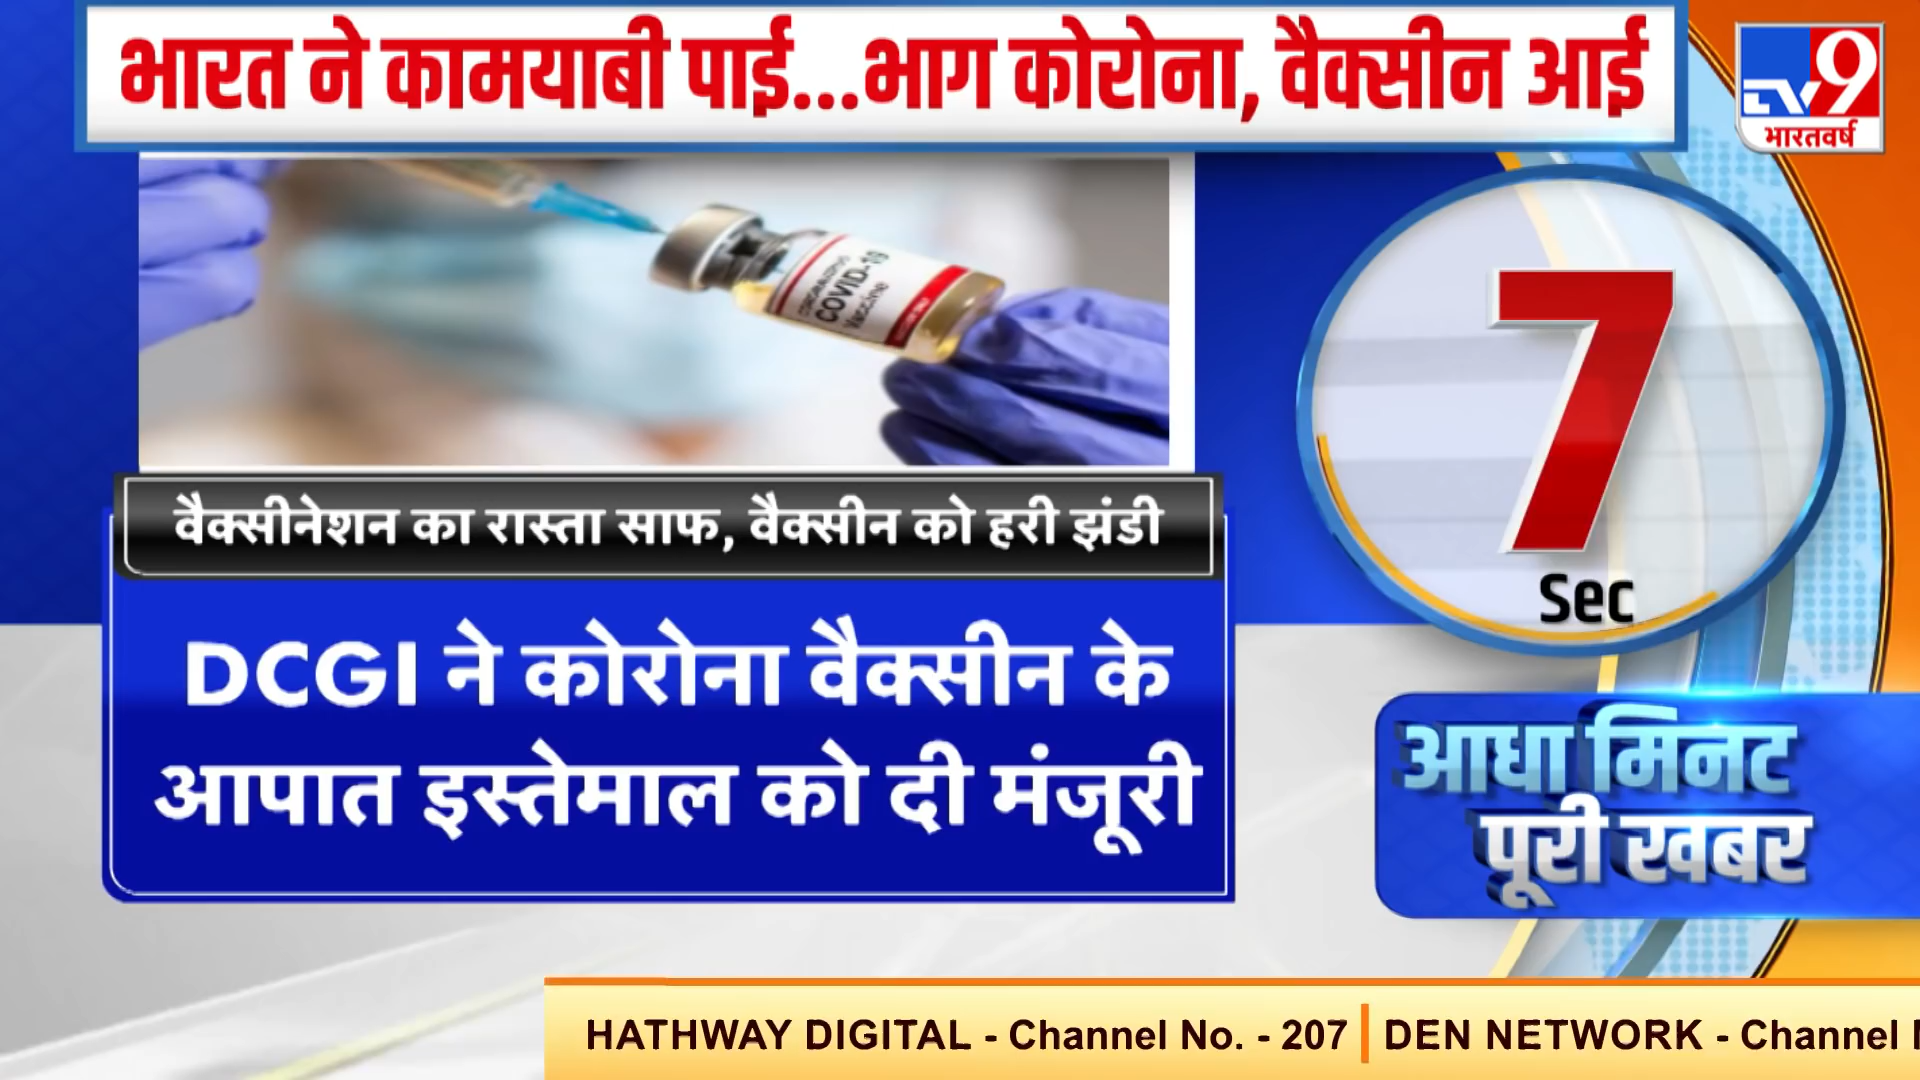 भारत ने कामयाबी पाई...भाग कोरोना, वैक्सीन आई
TV9
भारतवर्ष
COVID-19
Vaccine
7
Sec
वैक्सीनेशन का रास्ता साफ, वैक्सीन को हरी झंडी
DCGI ने कोरोना वैक्सीन के
आपात इस्तेमाल को दी मंजूरी
आधा मिनट
पूरी खबर
HATHWAY DIGITAL - Channel No. - 207 | DEN NETWORK - Channel